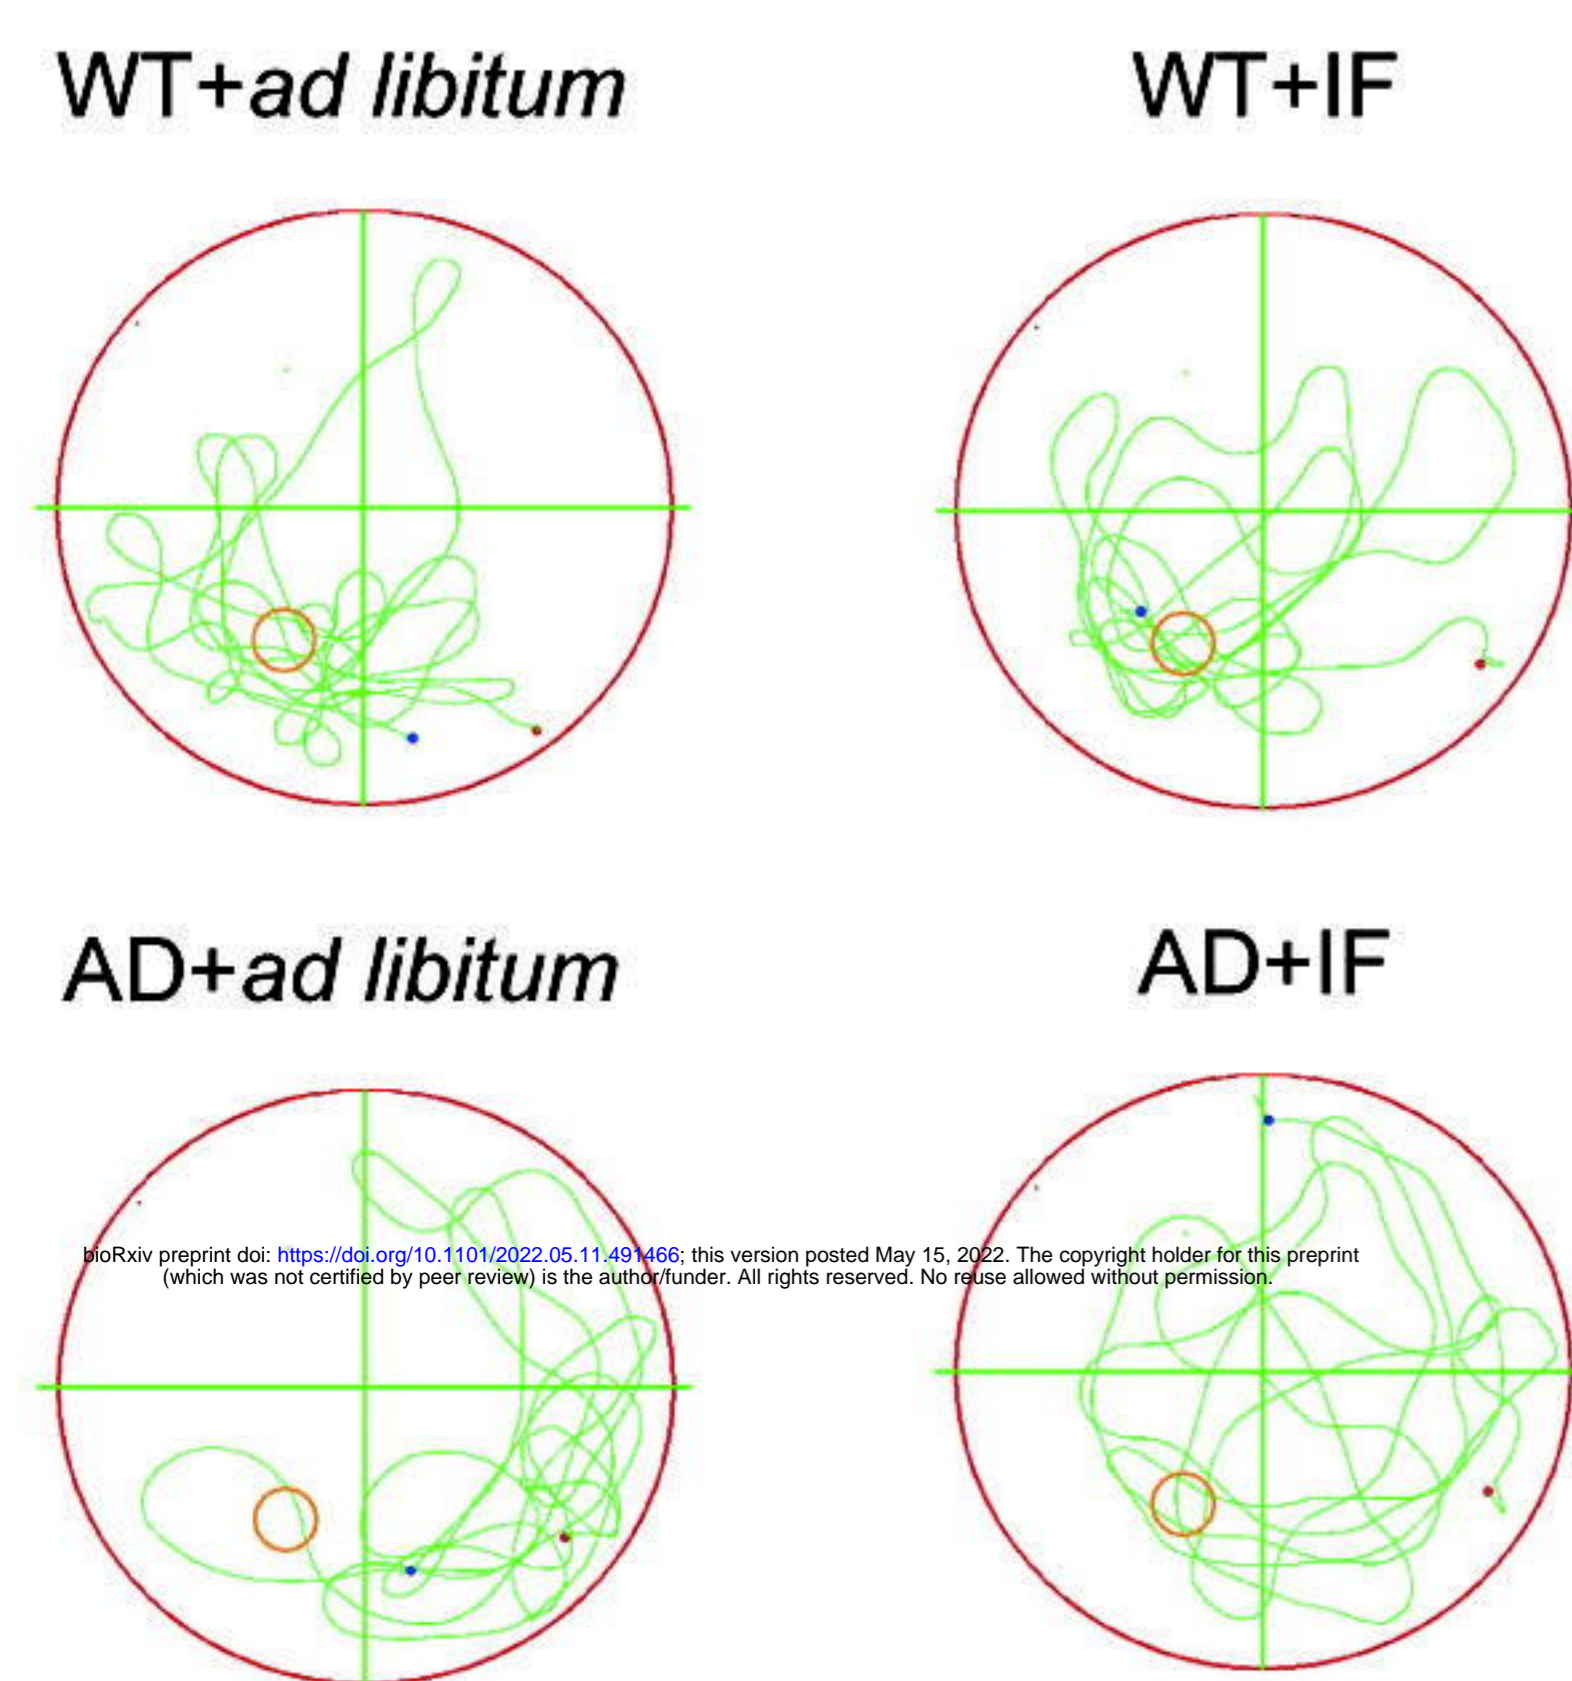 WT+ad libitum
WT+IF
AD+ad libitum
AD+IF
bioRxiv preprint doi: https://doi.org/10.1101/2022.05.11.491466; this version posted May 15, 2022. The copyright holder for this preprint
(which was not certified by peer review) is the author/funder. All rights reserved. No reuse allowed without permission.